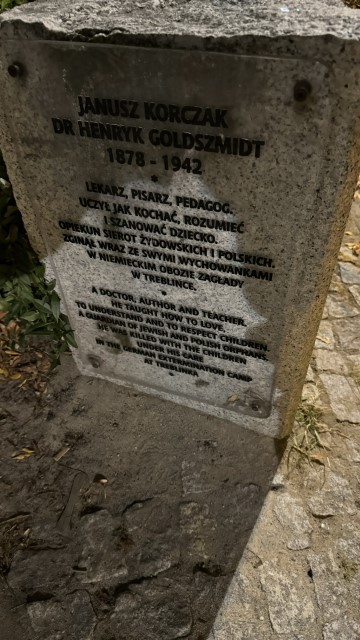 JANUSZ KORCZAK
DR HENRYK GOLDSZMIDT
1878 - 1942
LEKARZ, PISARZ, PEDAGOG.
UCZYŁ JAK KOCHAĆ, ROZUMIEĆ
I SZANOWAĆ DZIECKO.
OPIEKUN SIEROT ŻYDOWSKICH I POLSKICH.
ZGINĄŁ WRAZ ZE SWYMI WYCHOWANKAMI
W NIEMIECKIM OBOZIE ZAGŁADY
W TREBLINCE.
A DOCTOR, AUTHOR AND TEACHER.
HE TAUGHT HOW TO LOVE,
TO UNDERSTAND AND TO RESPECT CHILDREN.
A GUARDIAN OF JEWISH AND POLISH ORPHANS.
HE WAS KILLED WITH THE CHILDREN
UNDER HIS CARE
IN THE GERMAN EXTERMINATION CAMP
AT TREBLINKA